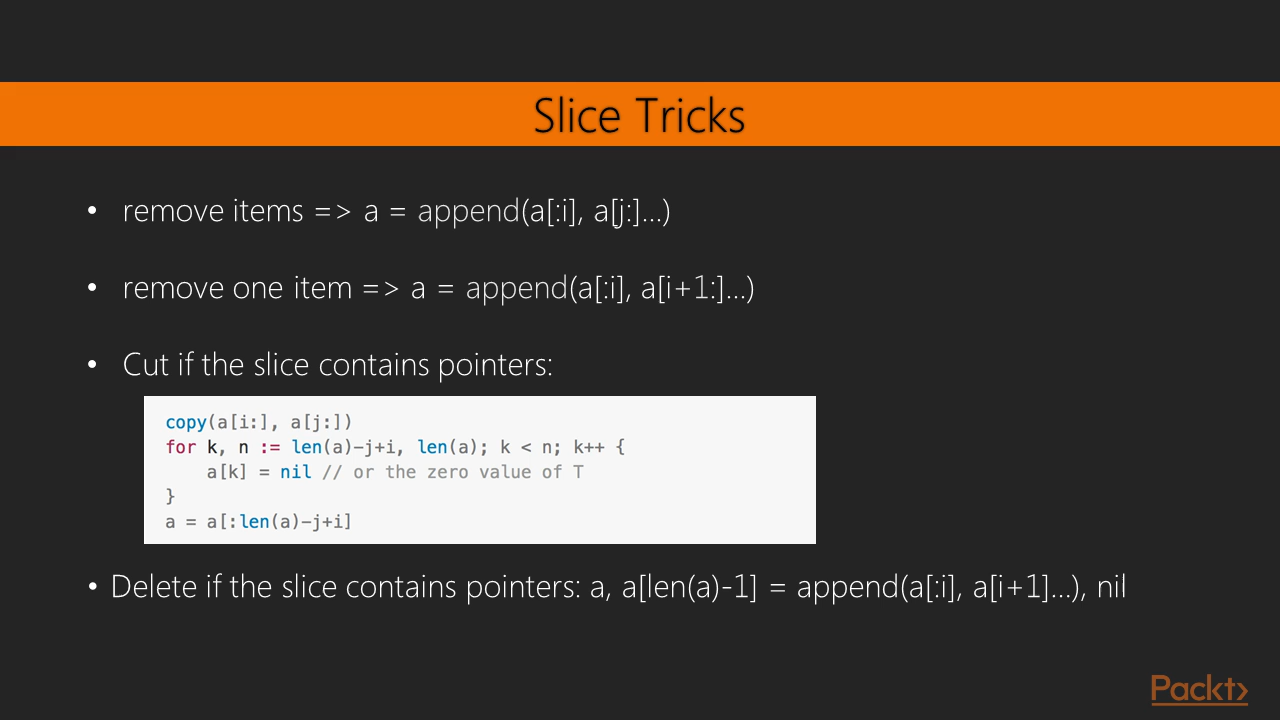 Slice Tricks
• remove items => a = append(a[:i], a[j:]...)
• remove one item => a = append(a[:i], a[i+1:]...)
• Cut if the slice contains pointers:
copy(a[i:], a[j:])
for k, n := len(a)-j+i, len(a); k < n; k++ {
    a[k] = nil // or the zero value of T
}
a = a[:len(a)-j+i]
• Delete if the slice contains pointers: a, a[len(a)-1] = append(a[:i], a[i+1]...), nil
Packt>